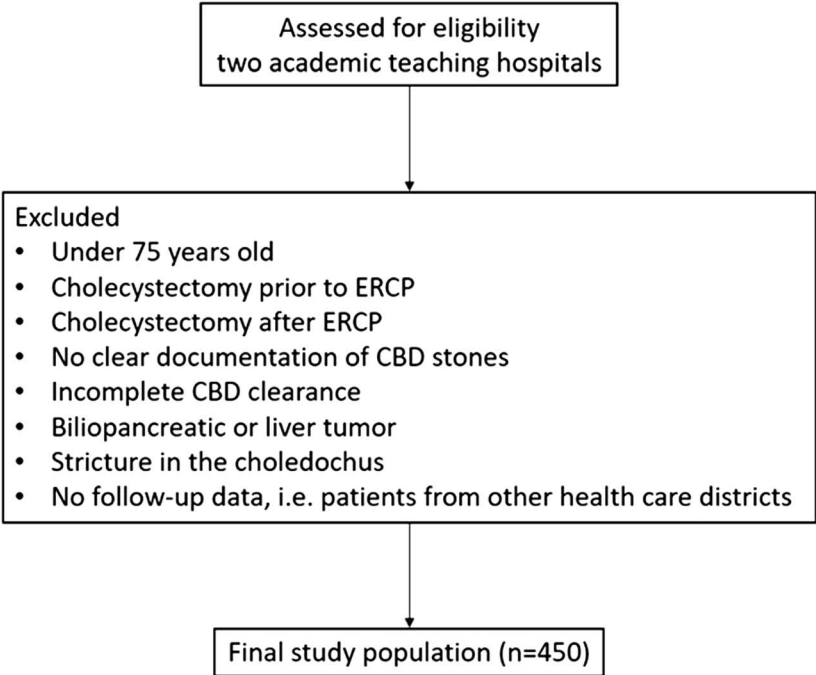 Assessed for eligibility
two academic teaching hospitals
Excluded
• Under 75 years old
• Cholecystectomy prior to ERCP
• Cholecystectomy after ERCP
• No clear documentation of CBD stones
• Incomplete CBD clearance
• Biliopancreatic or liver tumor
• Stricture in the choledochus
• No follow-up data, i.e. patients from other health care districts
Final study population (n=450)